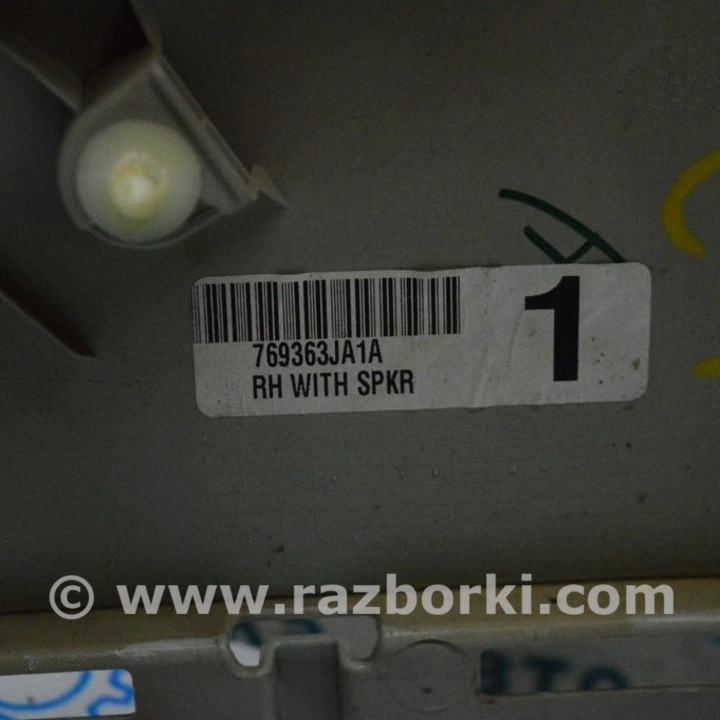 769363JA1A
RH WITH SPKR
1
© www.razborki.com